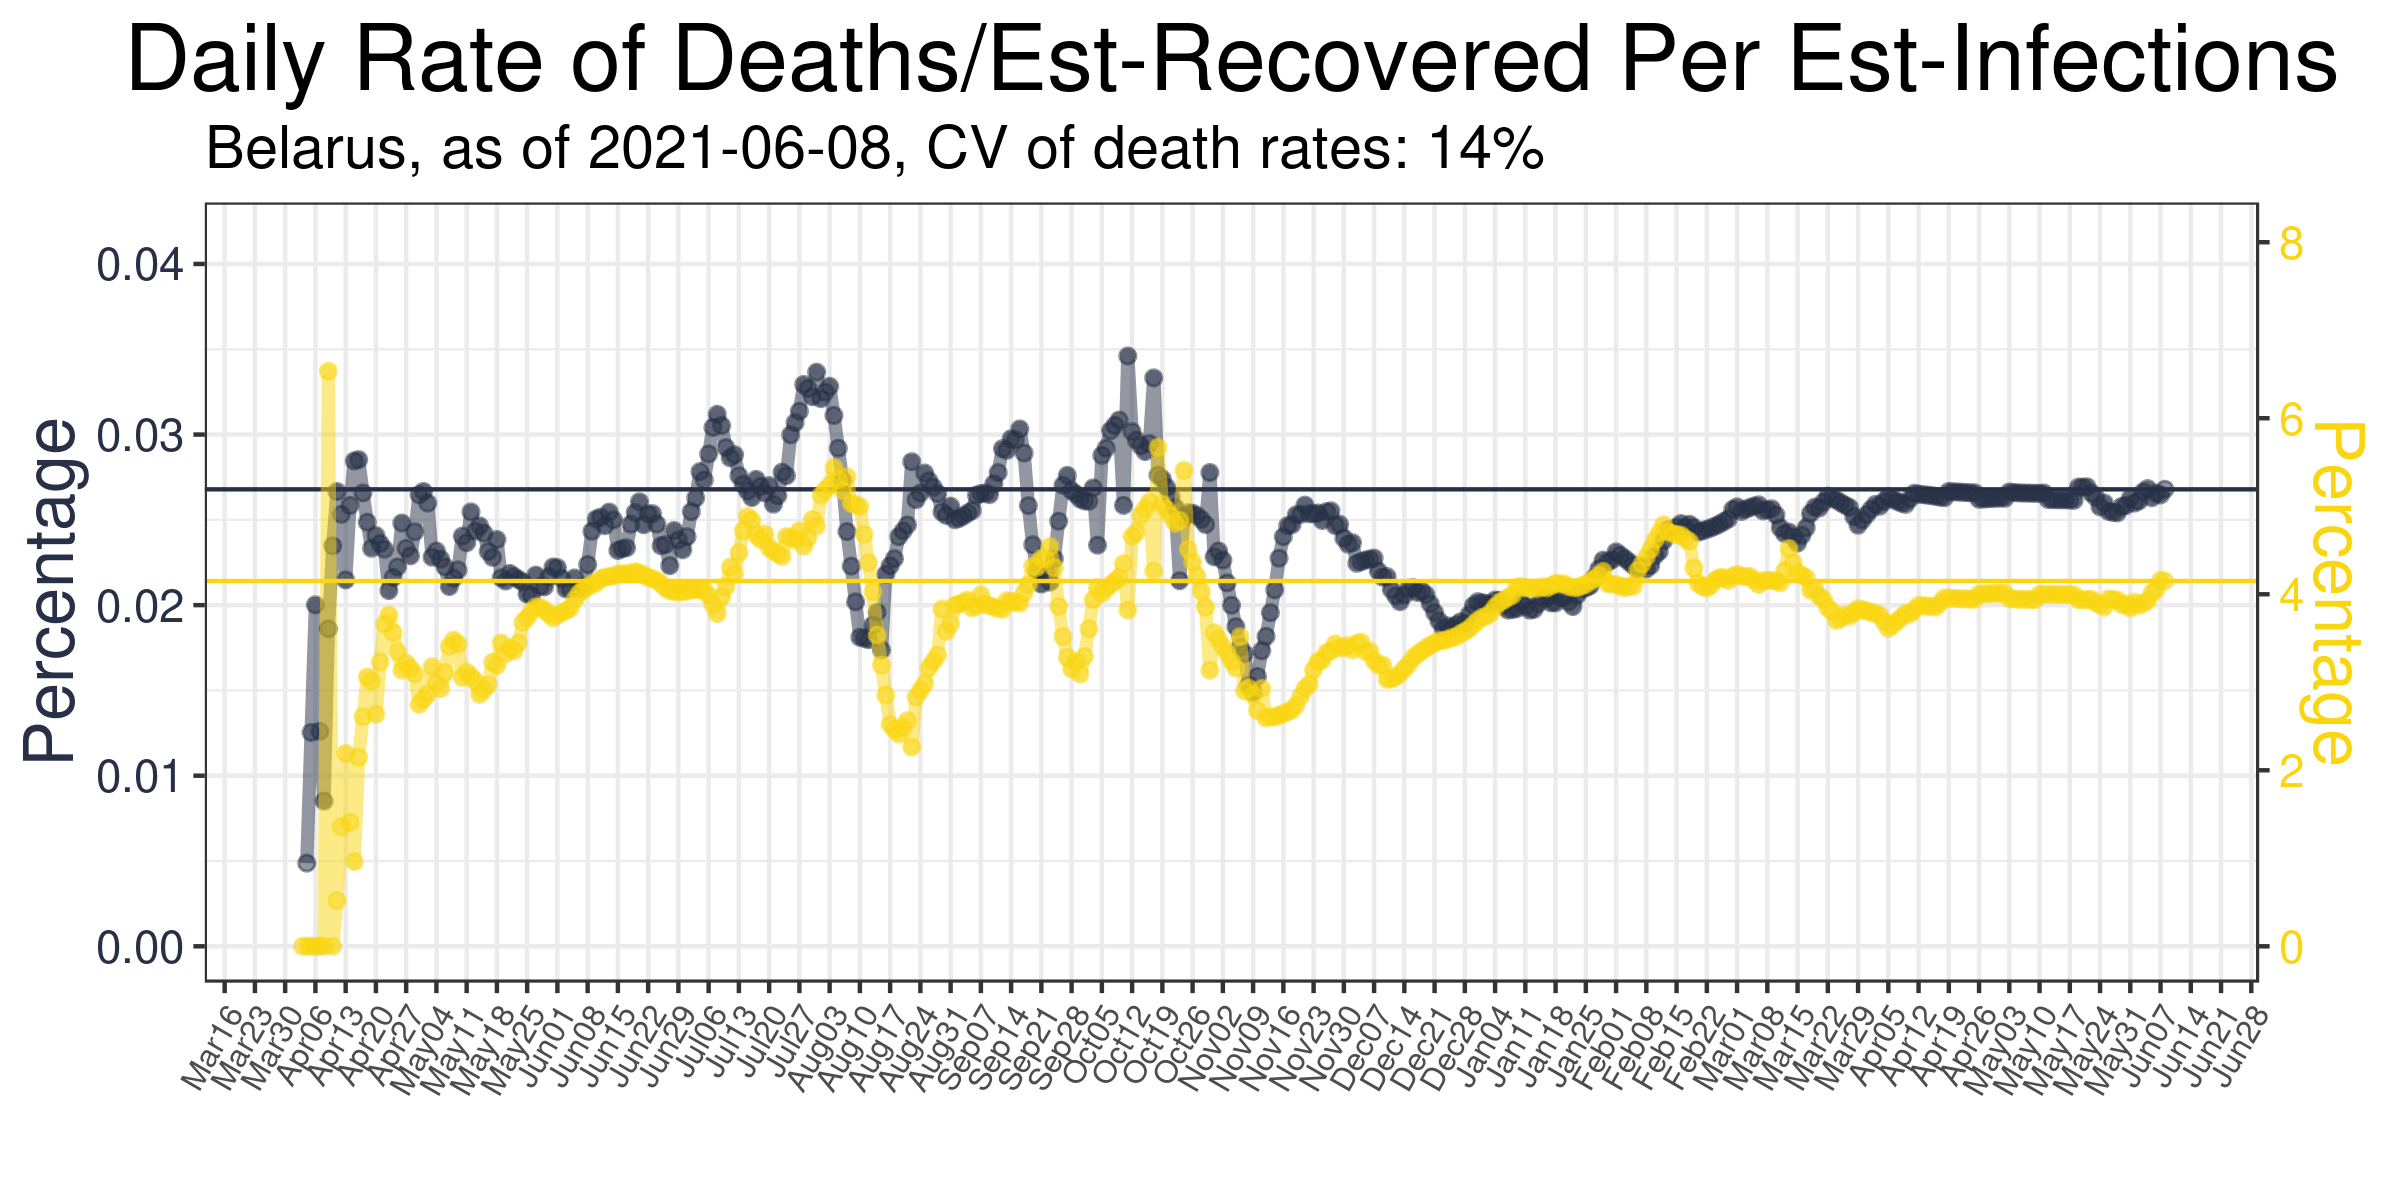 Daily Rate of Deaths/Est-Recovered Per Est-Infections
Belarus, as of 2021-06-08, CV of death rates: 14%
Percentage
0.04
0.03
0.02
0.01
0.00
8
6
4
2
0
Percentage
Mar16 Mar23 Mar30 Apr06 Apr13 Apr20 Apr27 May04 May11 May18 May25 Jun01 Jun08 Jun15 Jun22 Jun29 Jul06 Jul13 Jul20 Jul27 Aug03 Aug10 Aug17 Aug24 Aug31 Sep07 Sep14 Sep21 Sep28 Oct05 Oct12 Oct19 Oct26 Nov02 Nov09 Nov16 Nov23 Nov30 Dec07 Dec14 Dec21 Dec28 Jan04 Jan11 Jan18 Jan25 Feb01 Feb08 Feb15 Feb22 Mar01 Mar08 Mar15 Mar22 Mar29 Apr05 Apr12 Apr19 Apr26 May03 May10 May17 May24 May31 Jun07 Jun14 Jun21 Jun28